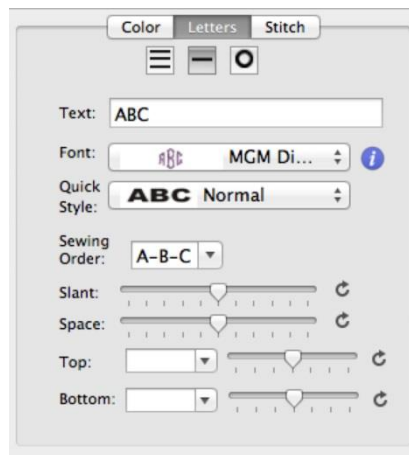 Color Letters Stitch
Text: ABC
Font: ABC MGM Di...
Quick Style: ABC Normal
Sewing Order: A-B-C
Slant:
Space:
Top:
Bottom: